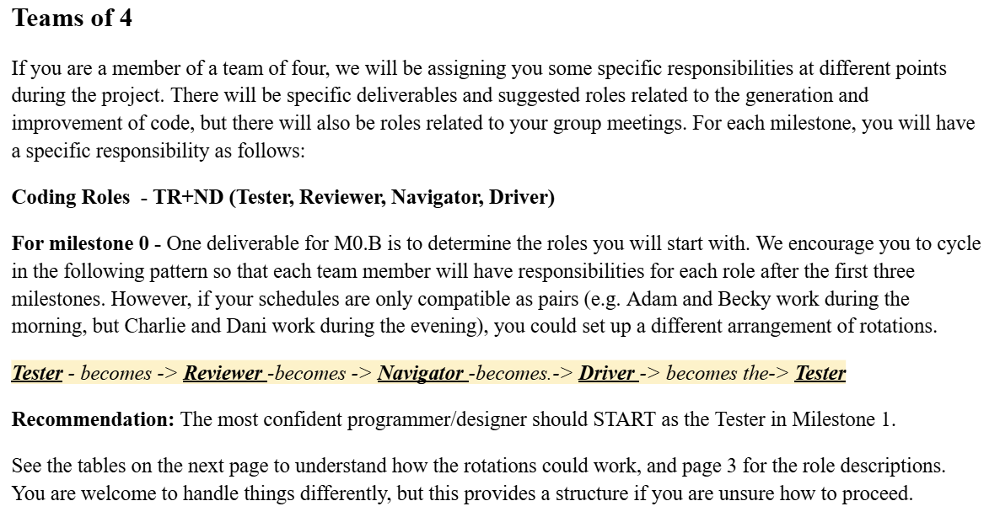 Teams of 4
If you are a member of a team of four, we will be assigning you some specific responsibilities at different points
during the project. There will be specific deliverables and suggested roles related to the generation and
improvement of code, but there will also be roles related to your group meetings. For each milestone, you will have
a specific responsibility as follows:
Coding Roles  - TR+ND (Tester, Reviewer, Navigator, Driver)
For milestone 0 - One deliverable for M0.B is to determine the roles you will start with. We encourage you to cycle
in the following pattern so that each team member will have responsibilities for each role after the first three
milestones. However, if your schedules are only compatible as pairs (e.g. Adam and Becky work during the
morning, but Charlie and Dani work during the evening), you could set up a different arrangement of rotations.
Tester - becomes -> Reviewer -becomes -> Navigator -becomes.-> Driver -> becomes the-> Tester
Recommendation: The most confident programmer/designer should START as the Tester in Milestone 1.
See the tables on the next page to understand how the rotations could work, and page 3 for the role descriptions.
You are welcome to handle things differently, but this provides a structure if you are unsure how to proceed.